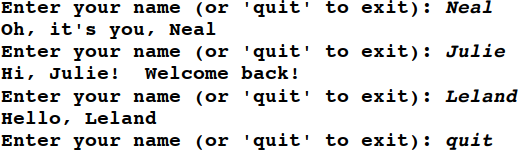 Enter your name (or 'quit' to exit): Neal
Oh, it's you, Neal
Enter your name (or 'quit' to exit): Julie
Hi, Julie!  Welcome back!
Enter your name (or 'quit' to exit): Leland
Hello, Leland
Enter your name (or 'quit' to exit): quit